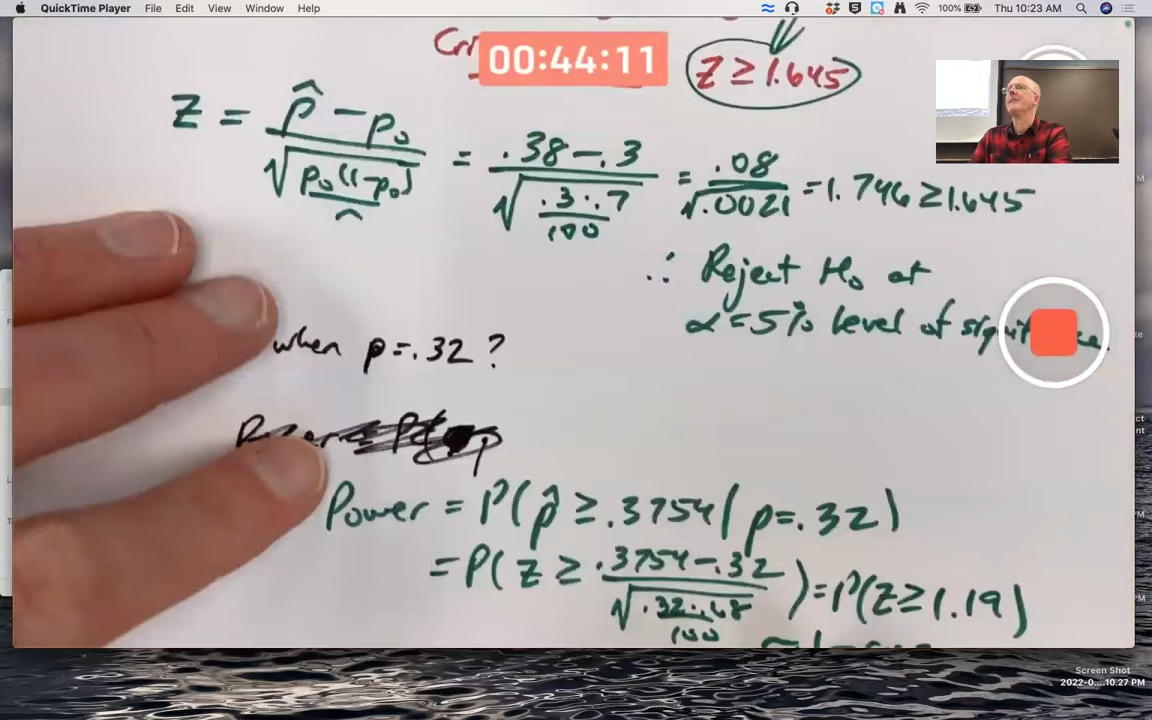 QuickTime Player File Edit View Window Help 100% Thu 10:23 AM
00:44:11
Z ≥ 1.645
Z = p̂ - p₀ / √(p₀(1-p₀) / n) = .38-.3 / √(.3·.7 / 100) = .08 / √.0021 = 1.746 ≥ 1.645
∴ Reject H₀ at
α = 5% level of
when p = .32 ?
Power = P(p̂ ≥ .3754 | p = .32)
= P(Z ≥ .3754-.32 / √(.32·.68 / 100)) = P(Z ≥ 1.19)
Screen Shot
2022-0....10.27 PM